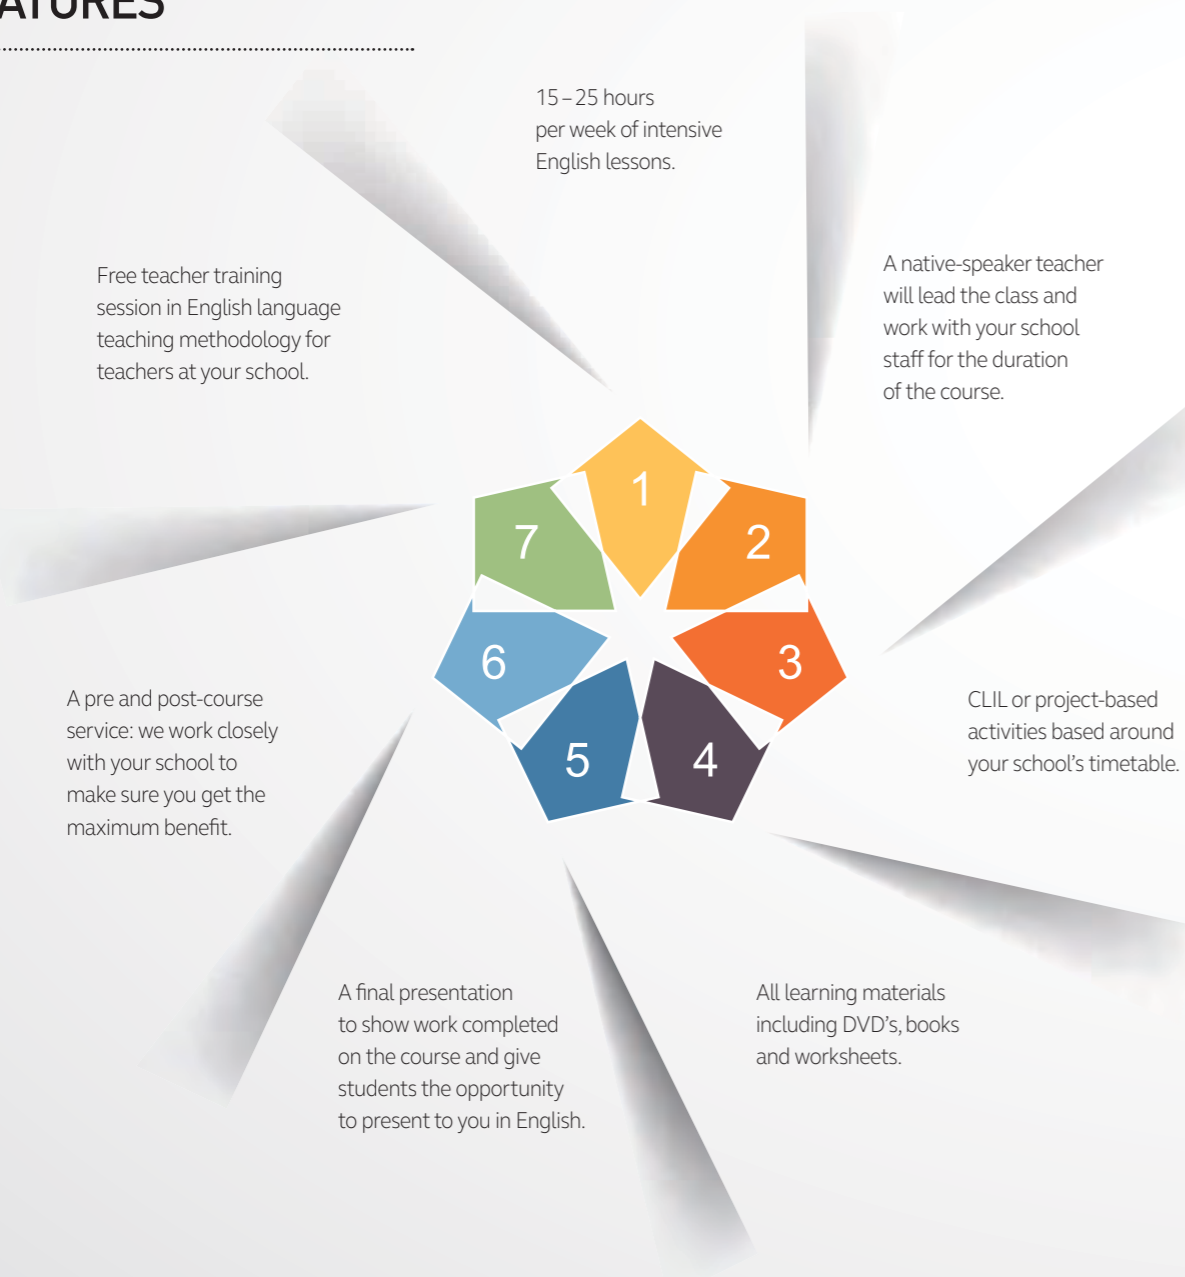 ATURES
15 – 25 hours
per week of intensive
English lessons.
A native-speaker teacher
will lead the class and
work with your school
staff for the duration
of the course.
CLIL or project-based
activities based around
your school’s timetable.
All learning materials
including DVD’s, books
and worksheets.
A final presentation
to show work completed
on the course and give
students the opportunity
to present to you in English.
A pre and post-course
service: we work closely
with your school to
make sure you get the
maximum benefit.
Free teacher training
session in English language
teaching methodology for
teachers at your school.
1
2
3
4
5
6
7